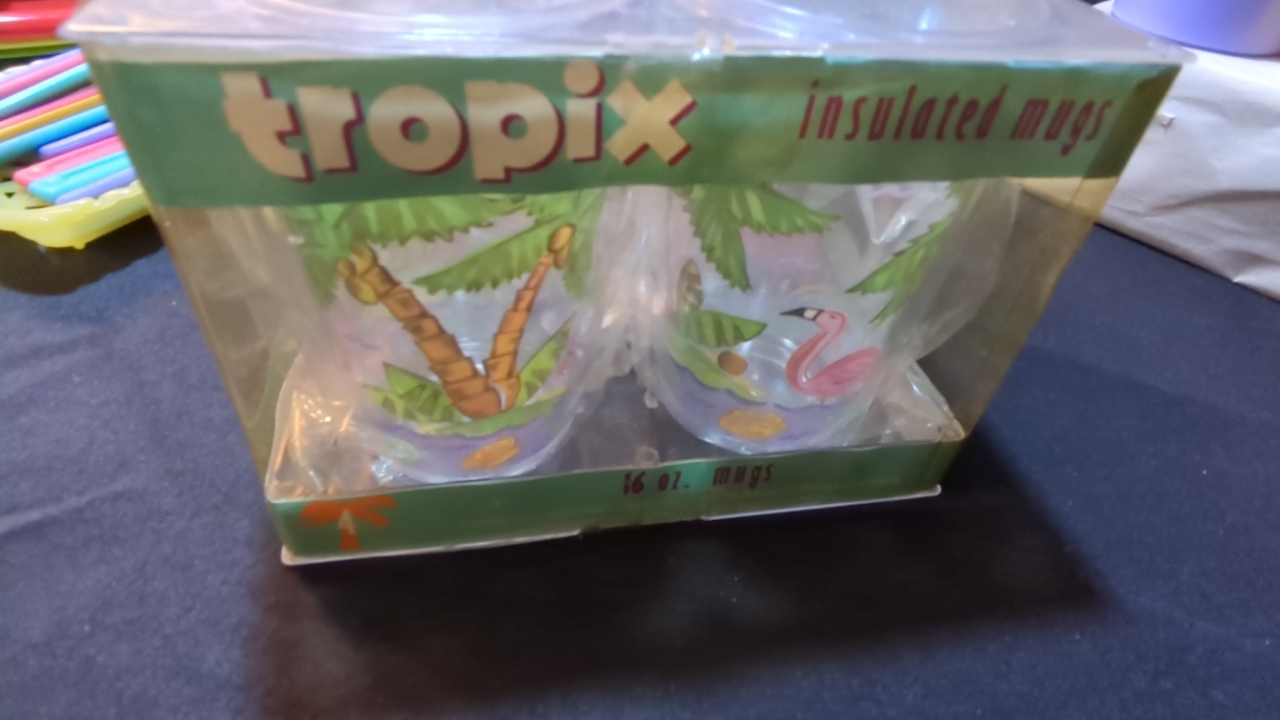 tropix insulated mugs
16 oz. mugs